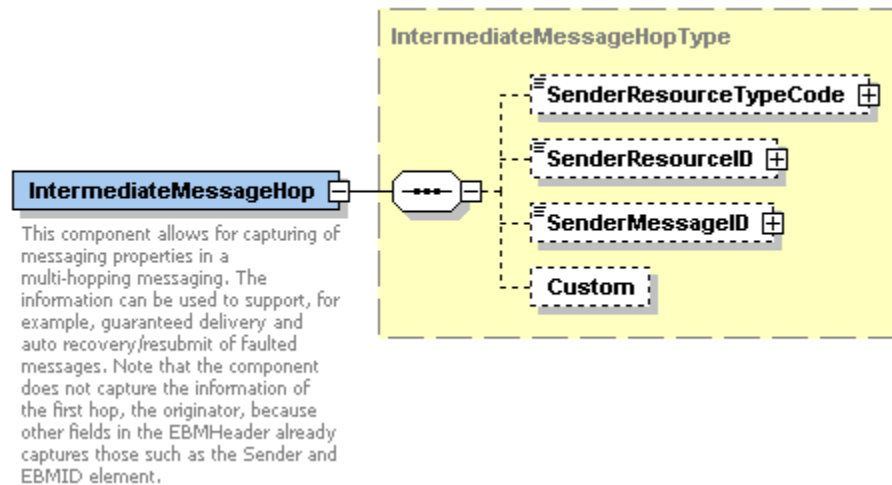 IntermediateMessageHopType
SenderResourceTypeCode
SenderResourceID
IntermediateMessageHop
SenderMessageID
Custom
This component allows for capturing of
messaging properties in a
multi-hopping messaging. The
information can be used to support, for
example, guaranteed delivery and
auto recovery/resubmit of faulted
messages. Note that the component
does not capture the information of
the first hop, the originator, because
other fields in the EBMHeader already
captures those such as the Sender and
EBMID element.